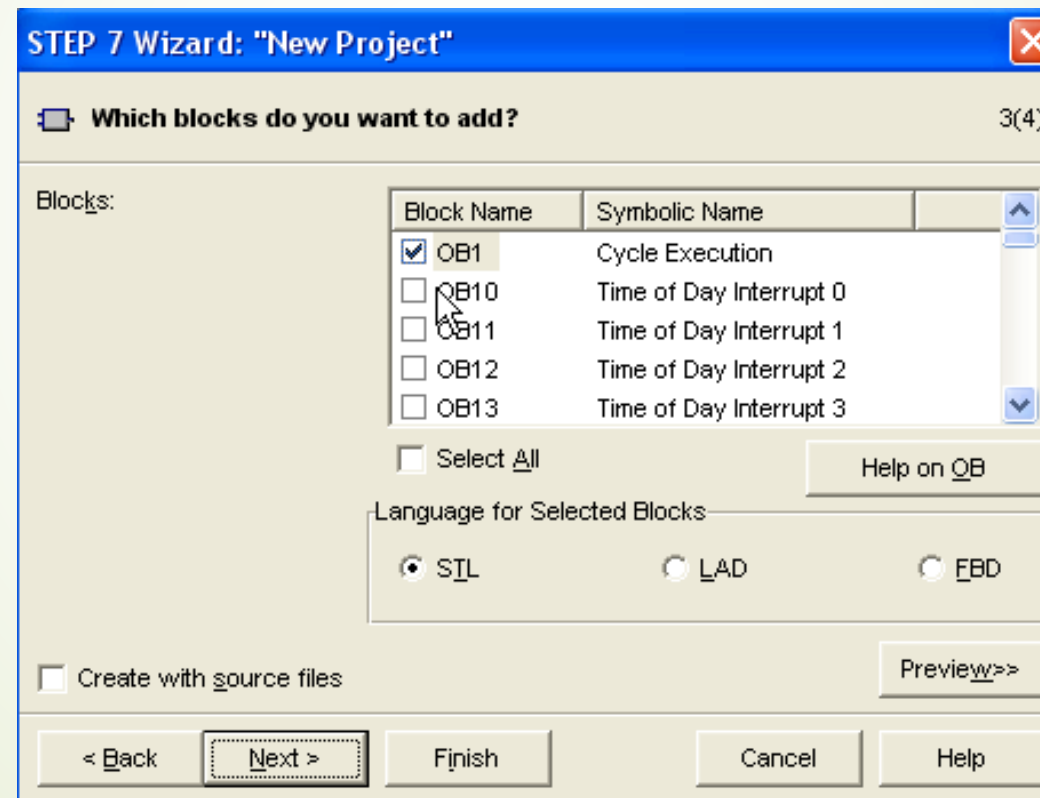 STEP 7 Wizard: "New Project"
Which blocks do you want to add?
3(4)
Blocks:
Block Name Symbolic Name
OB1 Cycle Execution
OB10 Time of Day Interrupt 0
OB11 Time of Day Interrupt 1
OB12 Time of Day Interrupt 2
OB13 Time of Day Interrupt 3
Select All
Help on OB
Language for Selected Blocks
STL LAD FBD
Preview>>
Create with source files
< Back Next > Finish Cancel Help